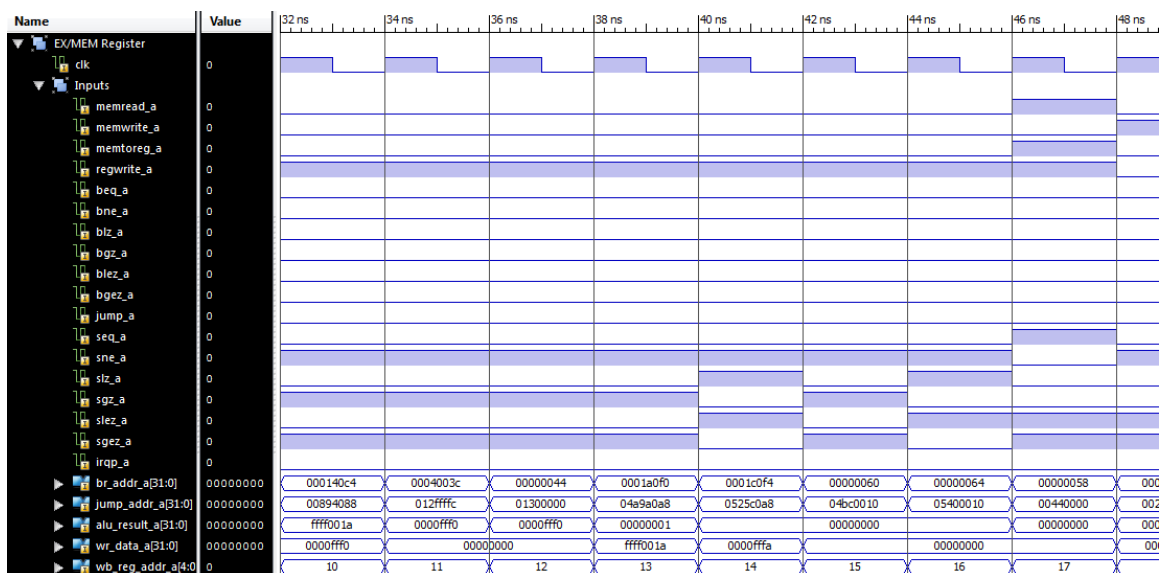 Name Value 32 ns 34 ns 36 ns 38 ns 40 ns 42 ns 44 ns 46 ns 48 ns
EX/MEM Register
clk 0
Inputs
memread_a 0
memwrite_a 0
memtoreg_a 0
regwrite_a 0
beq_a 0
bne_a 0
blz_a 0
bgz_a 0
blez_a 0
bgez_a 0
jump_a 0
seq_a 0
sne_a 0
slz_a 0
sgz_a 0
slez_a 0
sgez_a 0
irqp_a 0
br_addr_a[31:0] 00000000 000140c4 0004003c 00000044 0001a0f0 0001c0f4 00000060 00000064 00000058 000
jump_addr_a[31:0] 00000000 00894088 012ffffc 01300000 04a9a0a8 0525c0a8 04bc0010 05400010 00440000 002
alu_result_a[31:0] 00000000 ffff001a 0000fff0 0000fff0 00000001 00000000 00000000 000
wr_data_a[31:0] 00000000 0000fff0 00000000 ffff001a 0000fffa 00000000 000
wb_reg_addr_a[4:0 0 10 11 12 13 14 15 16 17